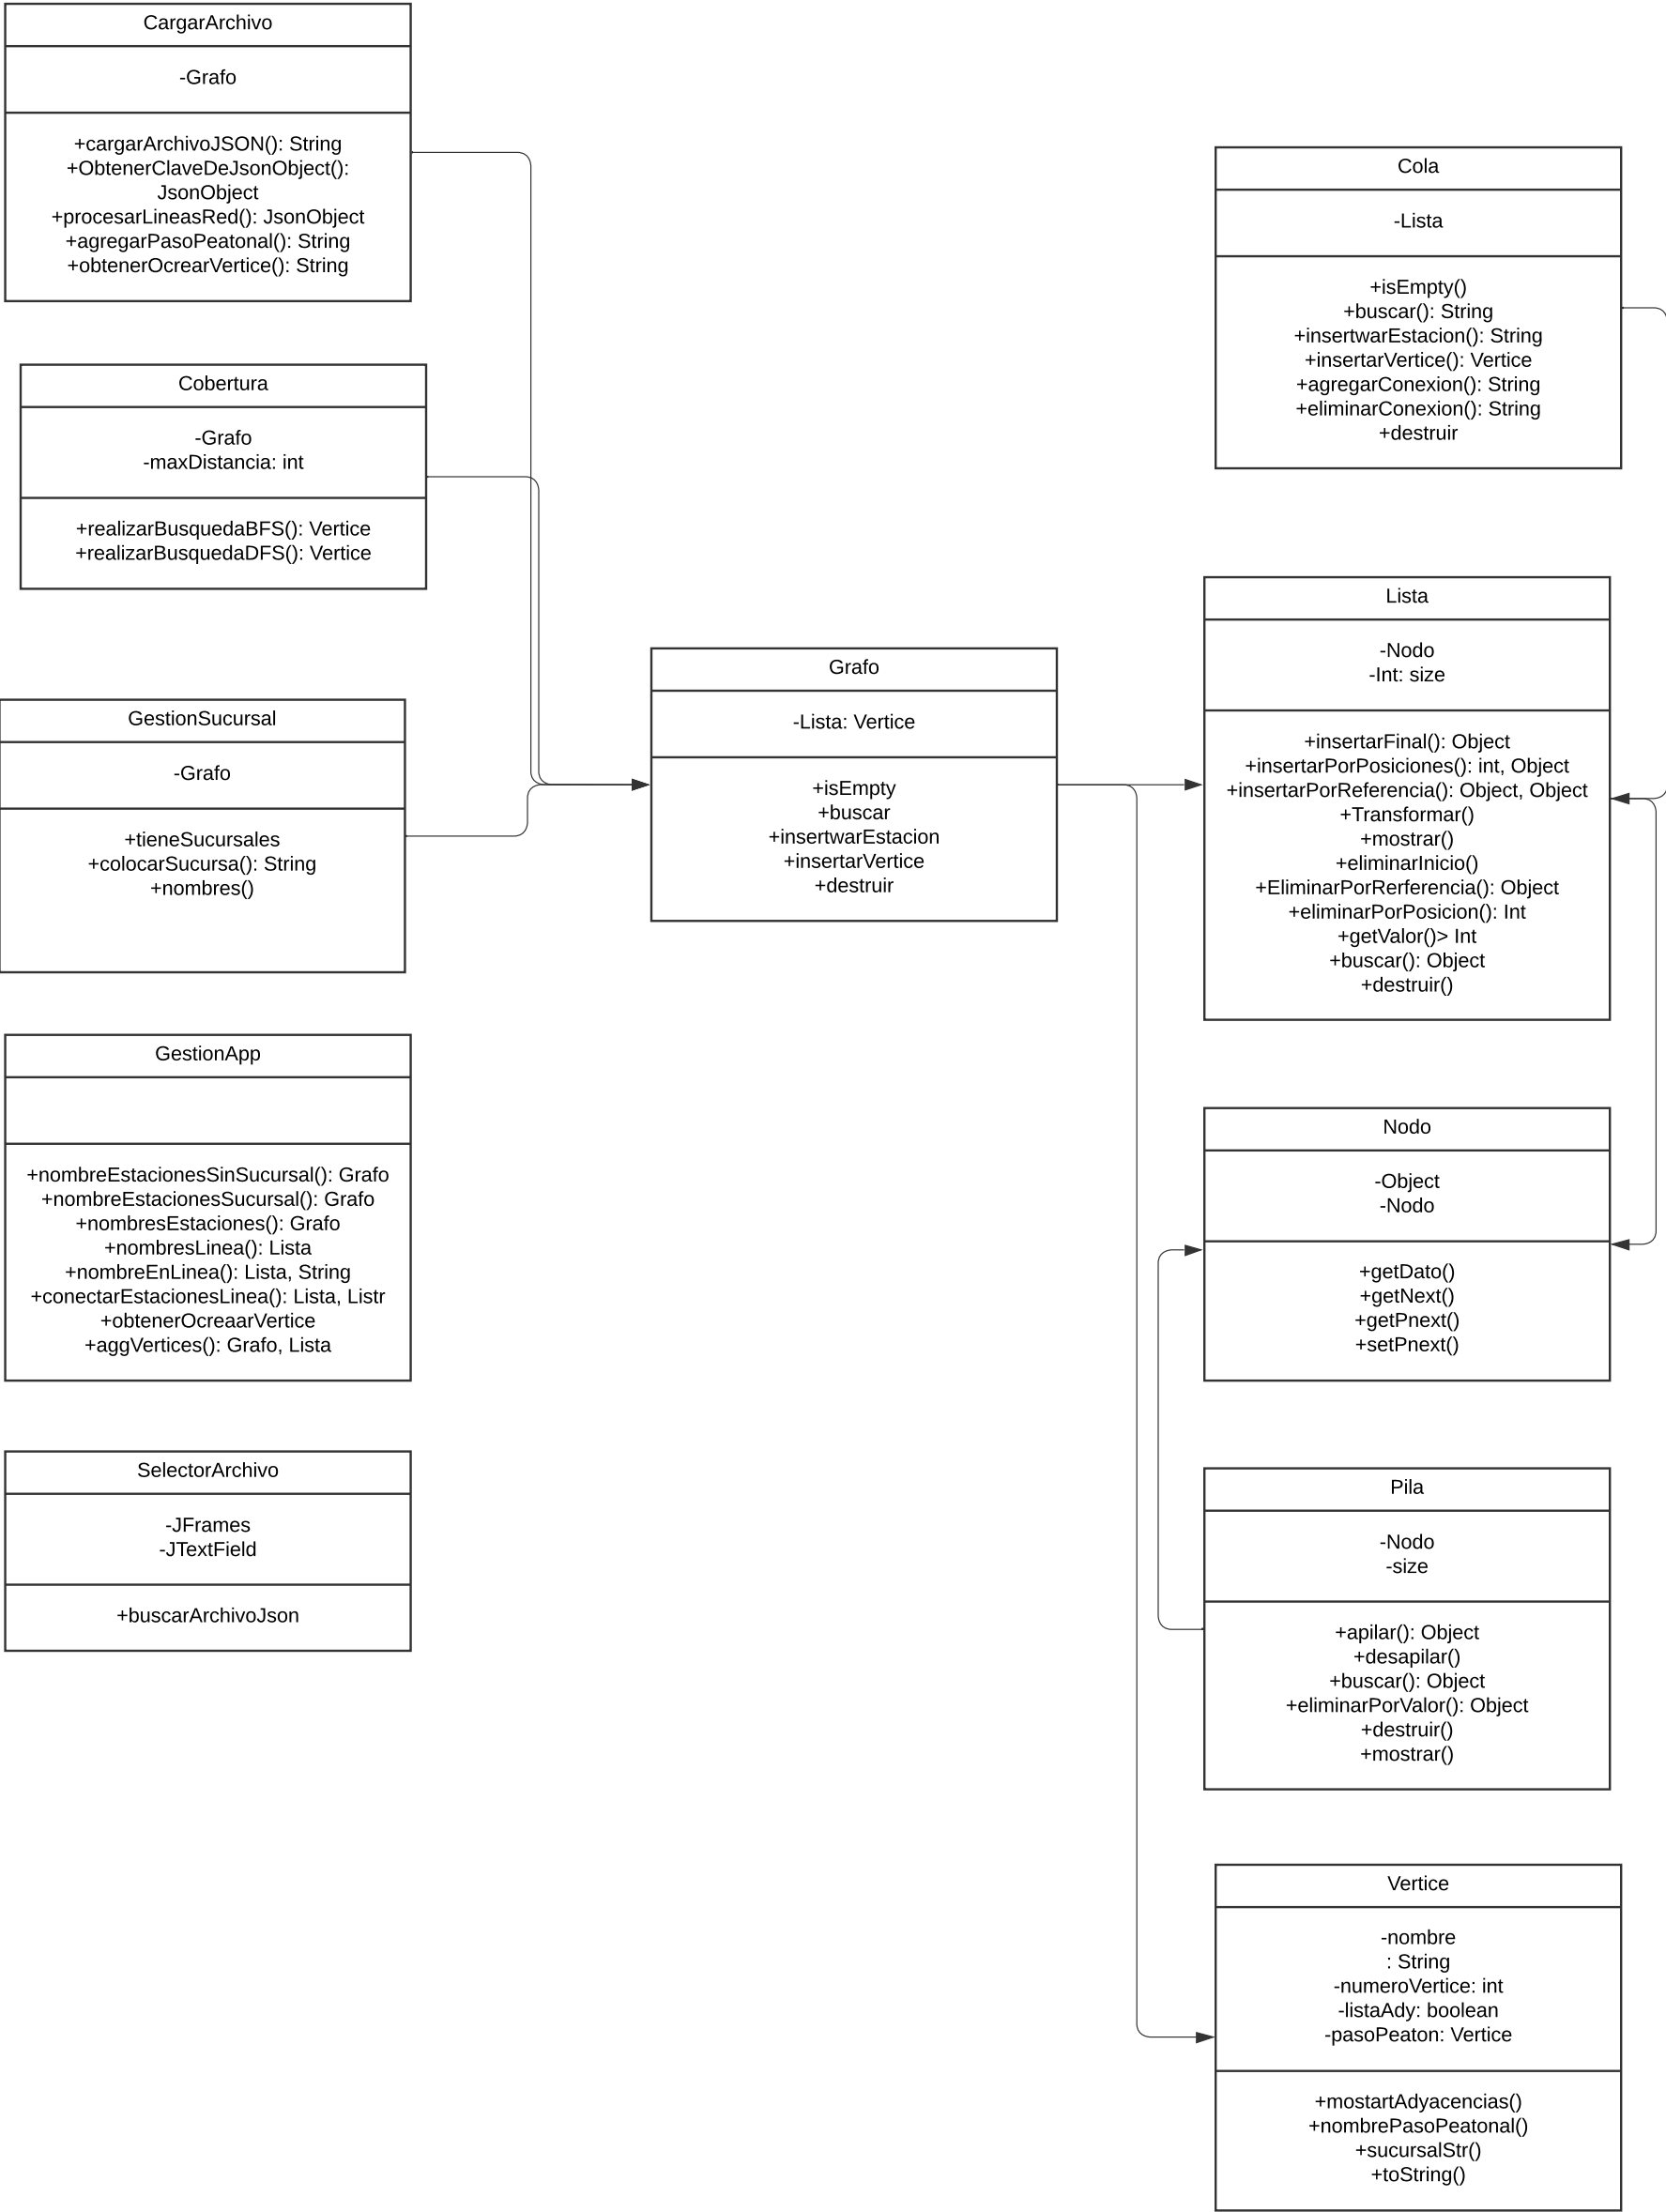 CargarArchivo
-Grafo
+cargarArchivoJSON(): String
+ObtenerClaveDeJsonObject():
JsonObject
+procesarLineasRed(): JsonObject
+agregarPasoPeatonal(): String
+obtenerOcrearVertice(): String
Cobertura
-Grafo
-maxDistancia: int
+realizarBusquedaBFS(): Vertice
+realizarBusquedaDFS(): Vertice
GestionSucursal
-Grafo
+tieneSucursales
+colocarSucursa(): String
+nombres()
GestionApp
+nombreEstacionesSinSucursal(): Grafo
+nombreEstacionesSucursal(): Grafo
+nombresEstaciones(): Grafo
+nombresLinea(): Lista
+nombreEnLinea(): Lista, String
+conectarEstacionesLinea(): Lista, Listr
+obtenerOcreaarVertice
+aggVertices(): Grafo, Lista
SelectorArchivo
-JFrames
-JTextField
+buscarArchivoJson
Grafo
-Lista: Vertice
+isEmpty
+buscar
+insertwarEstacion
+insertarVertice
+destruir
Cola
-Lista
+isEmpty()
+buscar(): String
+insertwarEstacion(): String
+insertarVertice(): Vertice
+agregarConexion(): String
+eliminarConexion(): String
+destruir
Lista
-Nodo
-Int: size
+insertarFinal(): Object
+insertarPorPosiciones(): int, Object
+insertarPorReferencia(): Object, Object
+Transformar()
+mostrar()
+eliminarInicio()
+EliminarPorRerferencia(): Object
+eliminarPorPosicion(): Int
+getValor()> Int
+buscar(): Object
+destruir()
Nodo
-Object
-Nodo
+getDato()
+getNext()
+getPnext()
+setPnext()
Pila
-Nodo
-size
+apilar(): Object
+desapilar()
+buscar(): Object
+eliminarPorValor(): Object
+destruir()
+mostrar()
Vertice
-nombre
: String
-numeroVertice: int
-listaAdy: boolean
-pasoPeaton: Vertice
+mostartAdyacencias()
+nombrePasoPeatonal()
+sucursalStr()
+toString()